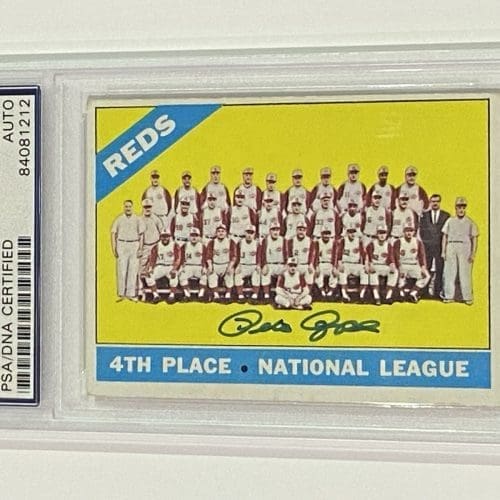 PSA/DNA CERTIFIED AUTO
84081212
REDS
Pete Rose
4TH PLACE • NATIONAL LEAGUE